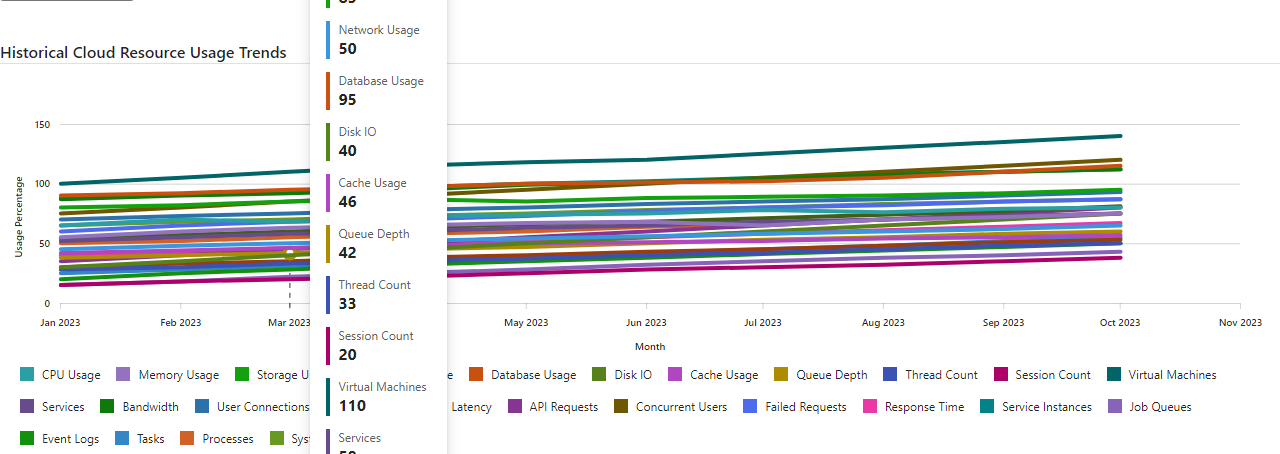 Network Usage
50
Historical Cloud Resource Usage Trends
Database Usage
95
Disk IO
40
150
Cache Usage
46
100
Usage Percentage
Queue Depth
42
50
Thread Count
33
0
Jan 2023 Feb 2023 Mar 2023 May 2023 Jun 2023 Jul 2023 Aug 2023 Sep 2023 Oct 2023 Nov 2023
Session Count
20
Month
CPU Usage Memory Usage Storage U Database Usage Disk IO Cache Usage Queue Depth Thread Count Session Count Virtual Machines
Virtual Machines
110
Services Bandwidth User Connections Latency API Requests Concurrent Users Failed Requests Response Time Service Instances Job Queues
Services
Event Logs Tasks Processes Sys